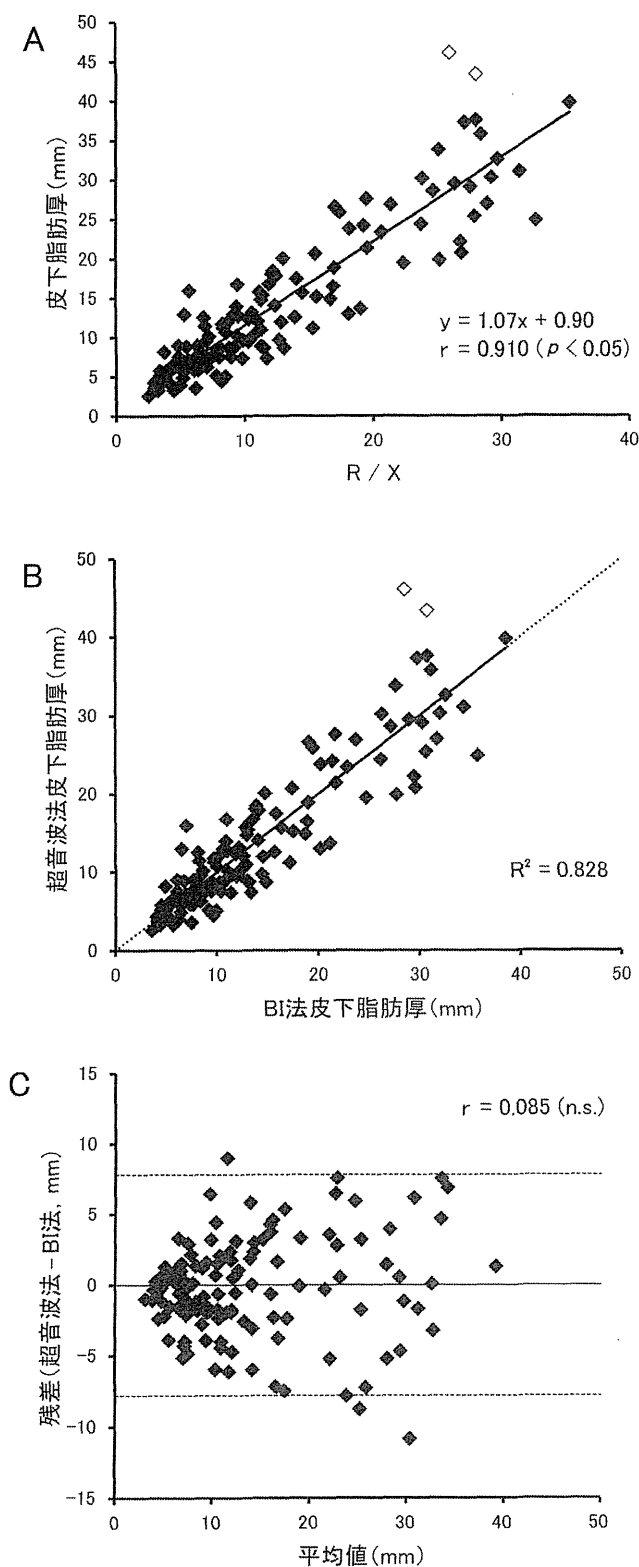 A
50
45
40
35
30
25
20
15
10
5
0
皮下脂肪厚(mm)
y = 1.07x + 0.90
r = 0.910 (p < 0.05)
0 10 20 30 40
R / X
B
50
40
30
20
10
0
超音波法皮下脂肪厚(mm)
R² = 0.828
0 10 20 30 40 50
BI法皮下脂肪厚(mm)
C
15
10
5
0
−5
−10
−15
残差(超音波法−BI法, mm)
r = 0.085 (n.s.)
0 10 20 30 40 50
平均値(mm)